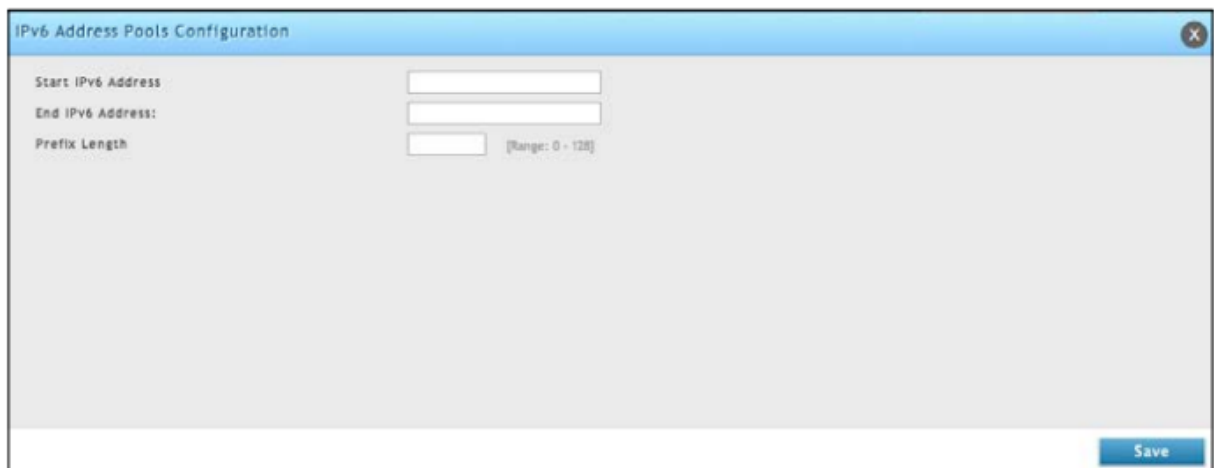 IPv6 Address Pools Configuration
X
Start IPv6 Address
End IPv6 Address:
Prefix Length [Range: 0 - 128]
Save